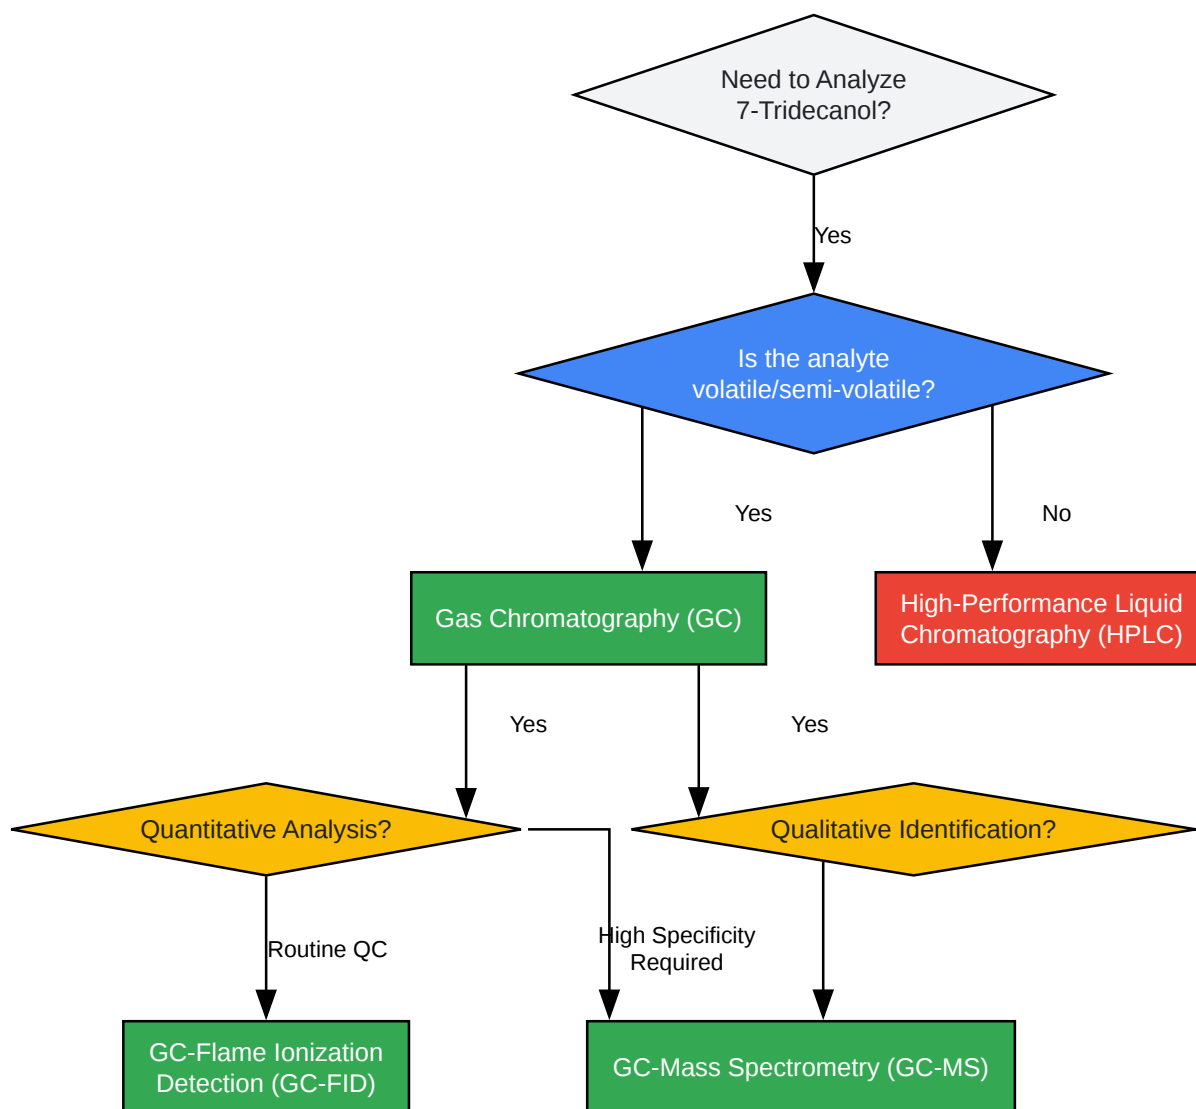 Need to Analyze
7-Tridecanol?
Yes
Is the analyte
volatile/semi-volatile?
Yes
No
Gas Chromatography (GC)
High-Performance Liquid
Chromatography (HPLC)
Yes
Yes
Quantitative Analysis?
Qualitative Identification?
Routine QC
High Specificity
Required
GC-Flame Ionization
Detection (GC-FID)
GC-Mass Spectrometry (GC-MS)